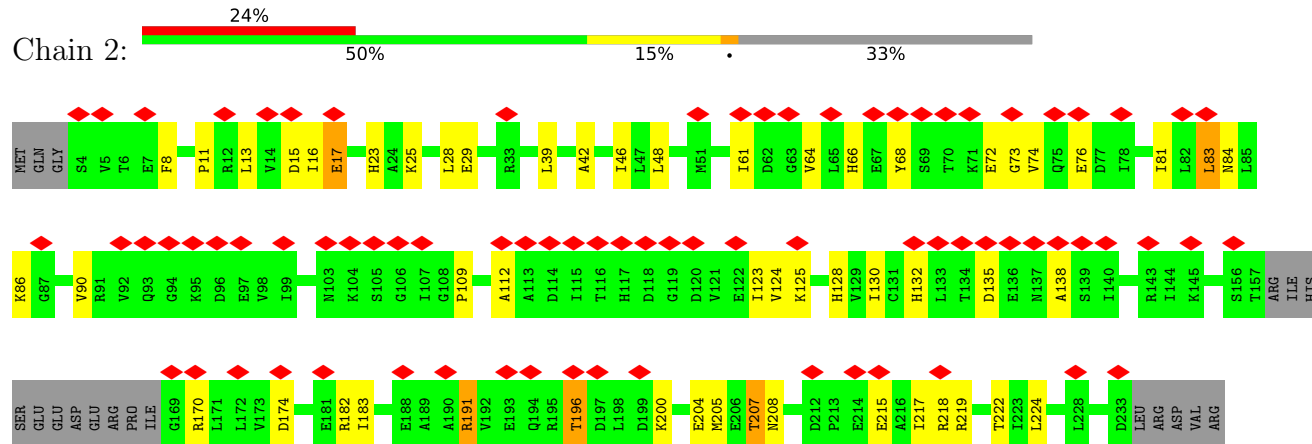 24%
Chain 2:
50% 15% • 33%
MET GLN GLY S4 V5 T6 E7 F8 P11 R12 L13 V14 D15 I16 E17 H23 A24 K25 L28 E29 R33 L39 A42 I46 L47 L48 M51 I61 D62 G63 V64 L65 H66 E67 Y68 S69 T70 K71 E72 G73 V74 Q75 E76 D77 I78 I81 L82 L83 N84 L85
K86 G87 V90 R91 V92 Q93 G94 K95 D96 E97 V98 I99 N103 K104 S105 G106 I107 G108 P109 A112 A113 D114 I115 T116 H117 D118 G119 D120 V121 E122 I123 V124 K125 H128 V129 I130 C131 H132 L133 T134 D135 E136 N137 A138 S139 I140 R143 I144 K145 S156 T157 ARG ILE HIS
SER GLU GLU ASP GLU ARG PRO ILE G169 R170 L171 L172 V173 D174 E181 R182 I183 E188 A189 A190 R191 V192 E193 Q194 R195 T196 D197 L198 D199 K200 E204 M205 E206 T207 N208 D212 P213 E214 E215 A216 I217 R218 R219 T222 I223 L224 L228 D233 LEU ARG ASP VAL ARG